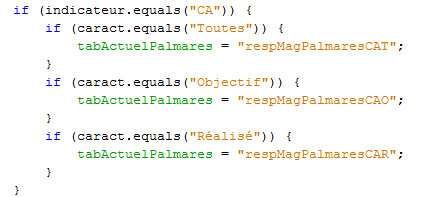 if (indicateur.equals("CA")) {
    if (caract.equals("Toutes")) {
        tabActuelPalmares = "respMagPalmaresCAT";
    }
    if (caract.equals("Objectif")) {
        tabActuelPalmares = "respMagPalmaresCAO";
    }
    if (caract.equals("Réalisé")) {
        tabActuelPalmares = "respMagPalmaresCAR";
    }
}